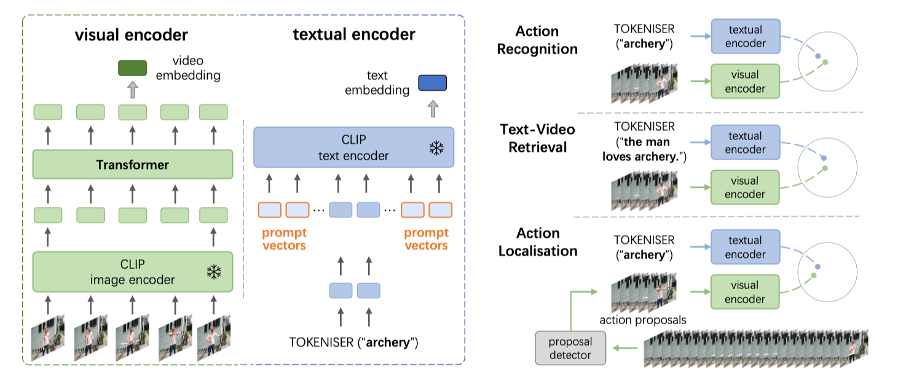 visual encoder
video
embedding
Transformer
CLIP
image encoder
textual encoder
text
embedding
CLIP
text encoder
... ...
prompt
vectors
prompt
vectors
TOKENISER ("archery")
Action
Recognition
TOKENISER
("archery")
textual
encoder
visual
encoder
Text-Video
Retrieval
TOKENISER
("the man
loves archery.")
textual
encoder
visual
encoder
Action
Localisation
TOKENISER
("archery")
textual
encoder
visual
encoder
action proposals
proposal
detector